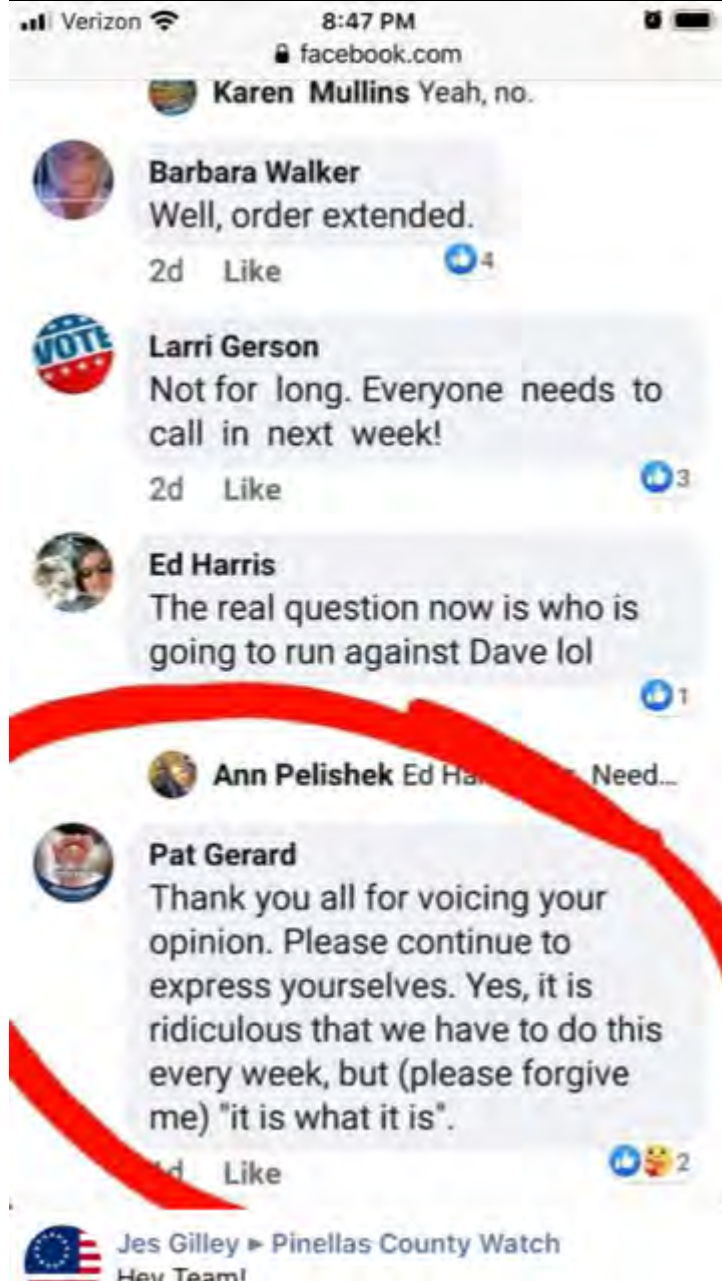 Verizon
8:47 PM
facebook.com
Karen Mullins Yeah, no.
Barbara Walker
Well, order extended.
2d Like
4
VOTE
Larri Gerson
Not for long. Everyone needs to
call in next week!
2d Like
3
Ed Harris
The real question now is who is
going to run against Dave lol
1
Ann Pelishek Ed Ha Need...
Pat Gerard
Thank you all for voicing your
opinion. Please continue to
express yourselves. Yes, it is
ridiculous that we have to do this
every week, but (please forgive
me) "it is what it is".
d Like
2
Jes Gilley ▸ Pinellas County Watch
Hey Team!